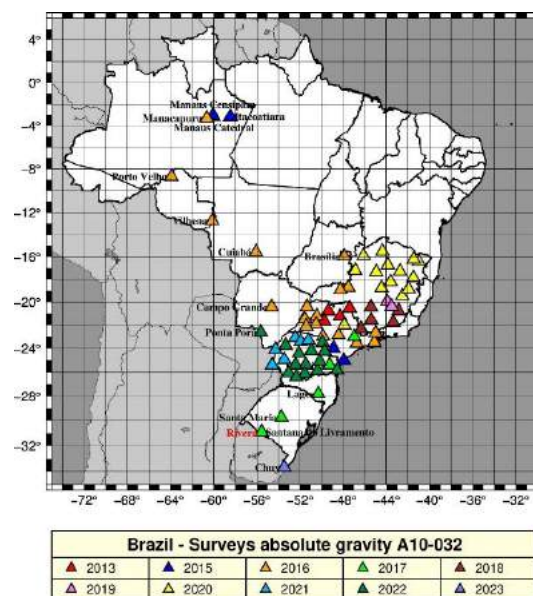 4°
0°
Manaus Censipam
Manacapuru
Itacoatiara
Manaus Catedral
−4°
Porto Velho
−8°
Vilhena
−12°
Cuiabá
Brasília
−16°
Campo Grande
−20°
Ponta Porã
−24°
Lages
−28°
Santa Maria
Rivera
Santana do Livramento
−32°
Chuy
−72° −68° −64° −60° −56° −52° −48° −44° −40° −36° −32°
Brazil - Surveys absolute gravity A10-032
2013 2015 2016 2017 2018
2019 2020 2021 2022 2023